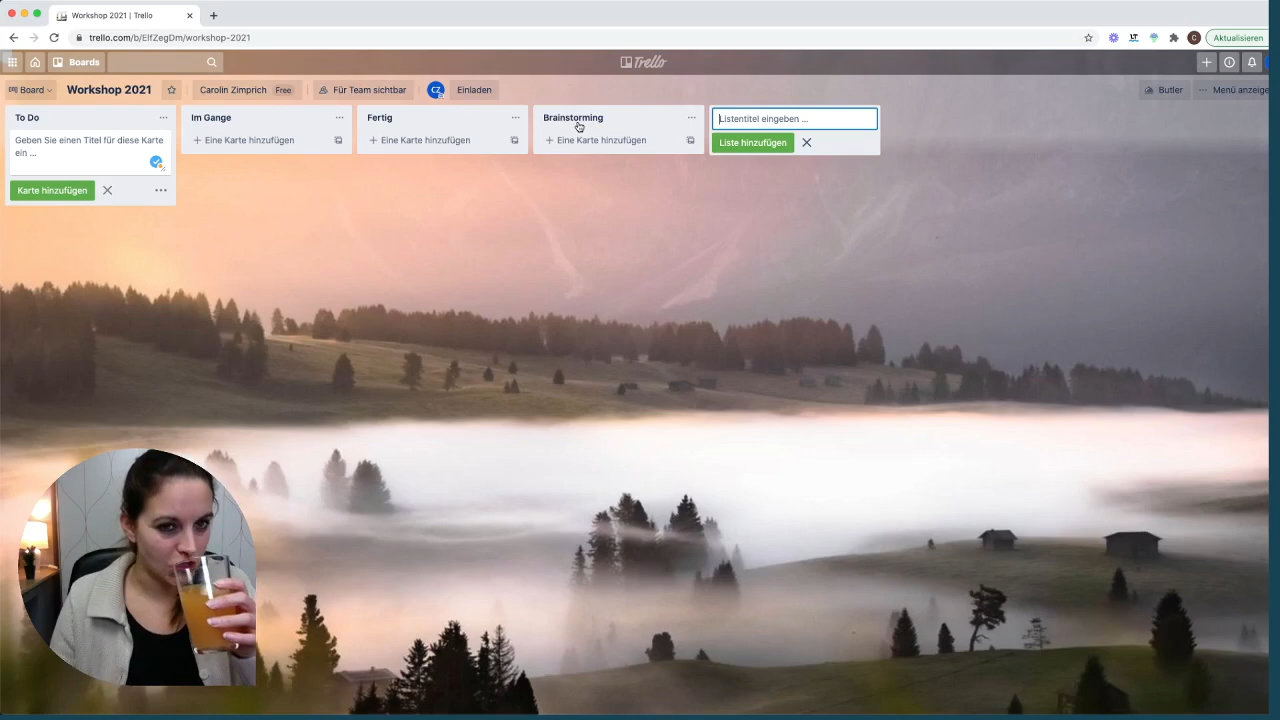 Workshop 2021 | Trello
trello.com/b/ElfZegDm/workshop-2021
LT
C
Aktualisieren
Boards
Trello
Board
Workshop 2021
Carolin Zimprich Free
Für Team sichtbar
CZ
Einladen
Butler
Menü anzeige
To Do
Geben Sie einen Titel für diese Karte
ein ...
Karte hinzufügen
Im Gange
Eine Karte hinzufügen
Fertig
Eine Karte hinzufügen
Brainstorming
Eine Karte hinzufügen
Listentitel eingeben ...
Liste hinzufügen